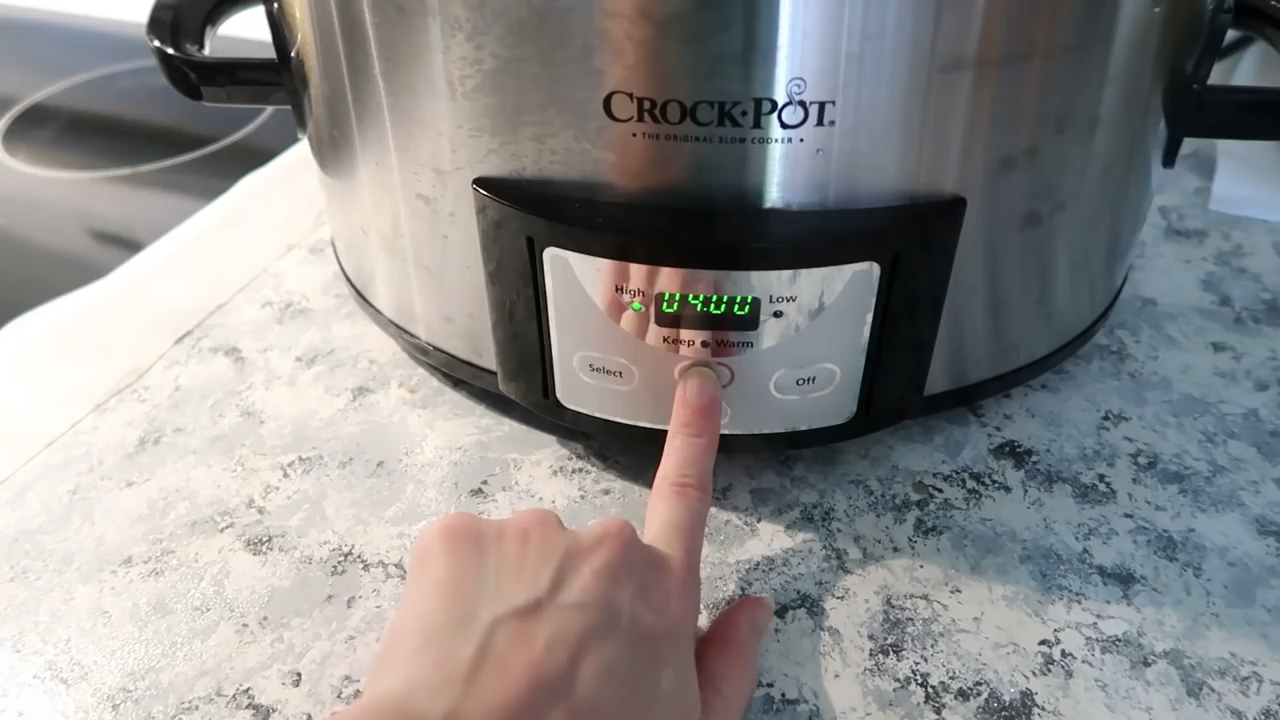 CROCK·POT®
• THE ORIGINAL SLOW COOKER •
High 04:00 Low
Keep Warm
Select Off